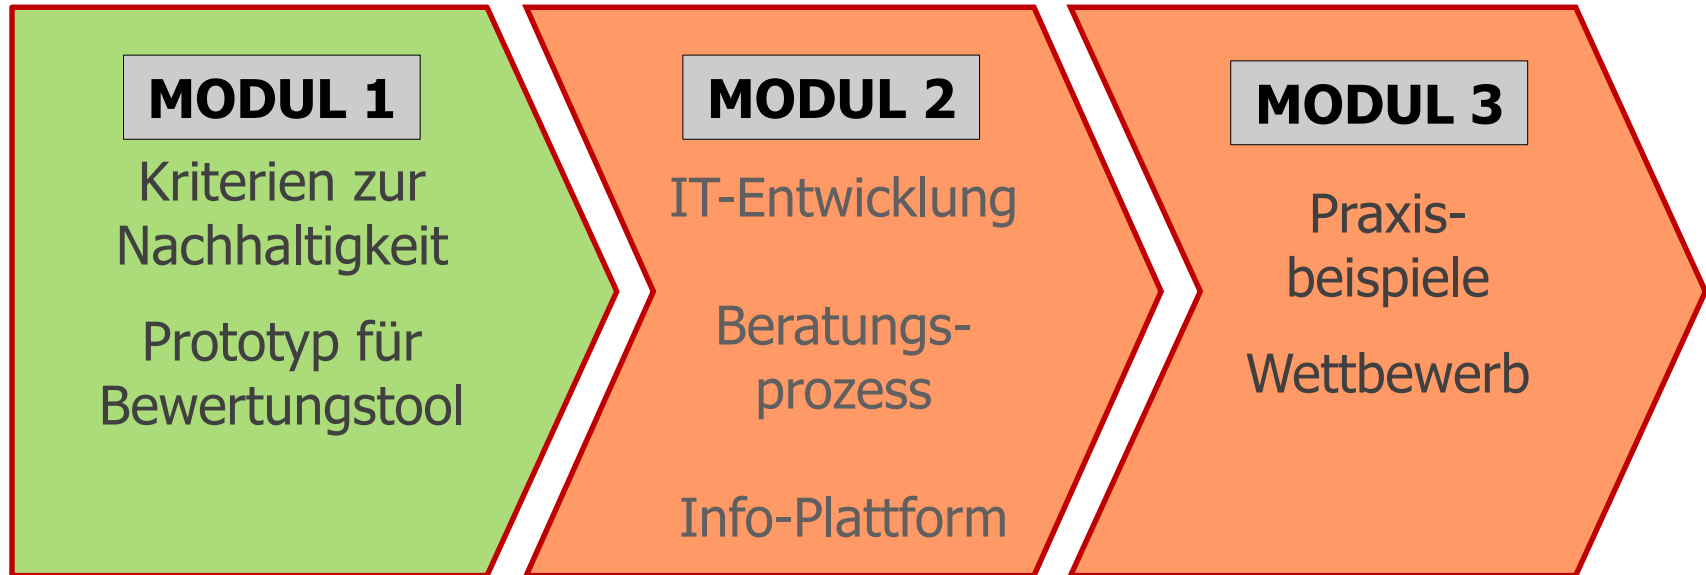 MODUL 1
Kriterien zur
Nachhaltigkeit
Prototyp für
Bewertungstool
MODUL 2
IT-Entwicklung
Beratungs-
prozess
Info-Plattform
MODUL 3
Praxis-
beispiele
Wettbewerb